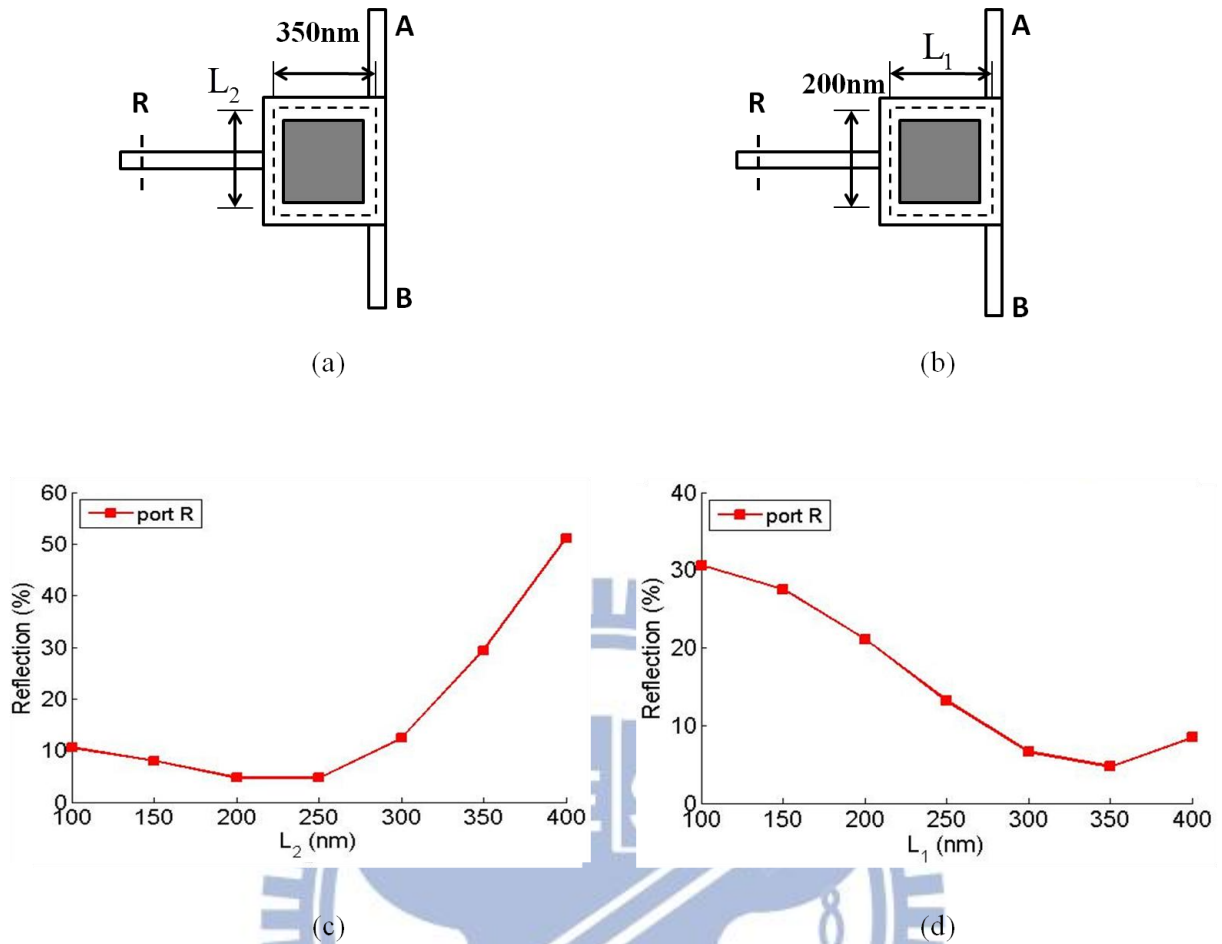 A
350nm
L2
R
B
(a)
A
L1
200nm
R
B
(b)
60
50
40
30
20
10
0
Reflection (%)
port R
100 150 200 250 300 350 400
L2 (nm)
(c)
40
30
20
10
0
Reflection (%)
port R
100 150 200 250 300 350 400
L1 (nm)
(d)